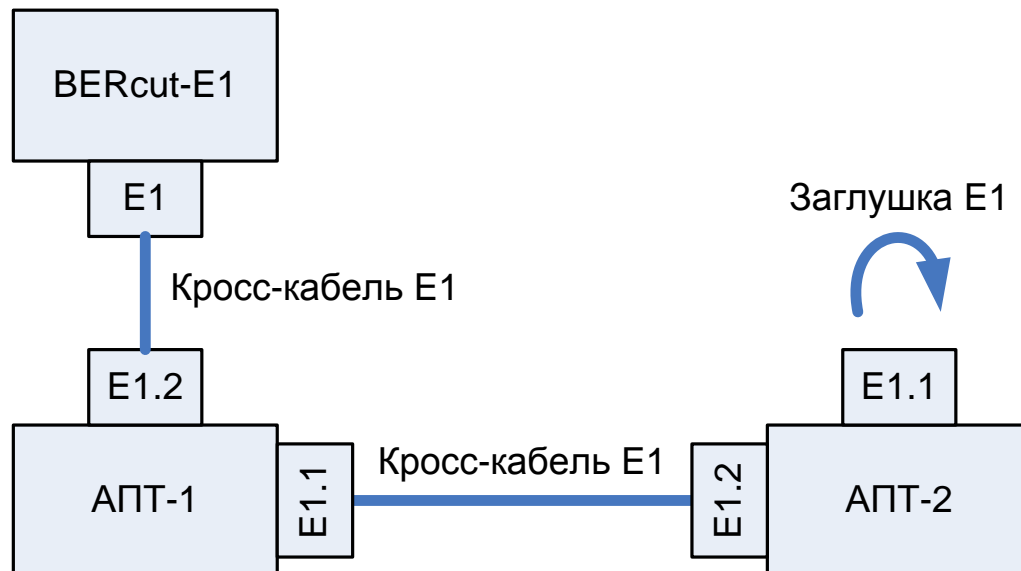 BERcut-E1
E1
Заглушка E1
Кросс-кабель E1
E1.2
E1.1
Кросс-кабель E1
АПТ-1
E1.1
E1.2
АПТ-2